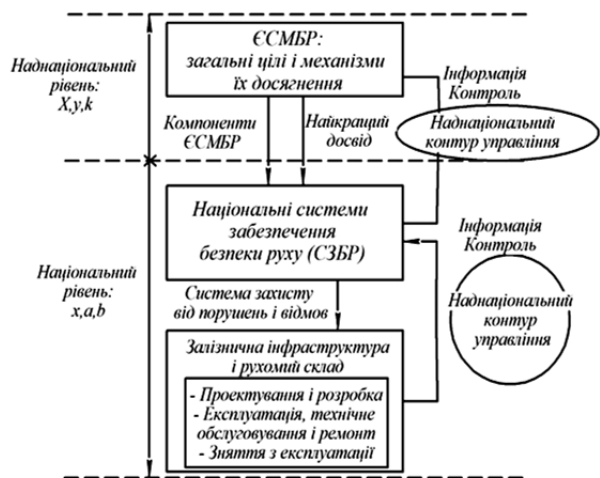 ЄСМБР:
загальні цілі і механізми
їх досягнення
Наднаціональний
рівень:
X,y,k
Інформація
Контроль
Компоненти
ЄСМБР
Найкращий
досвід
Наднаціональний
контур управління
Національні системи
забезпечення
безпеки руху (СЗБР)
Інформація
Контроль
Національний
рівень:
x,a,b
Система захисту
від порушень і відмов
Наднаціональний
контур
управління
Залізнична інфраструктура
і рухомий склад
- Проектування і розробка
- Експлуатація, технічне
обслуговування і ремонт
- Зняття з експлуатації